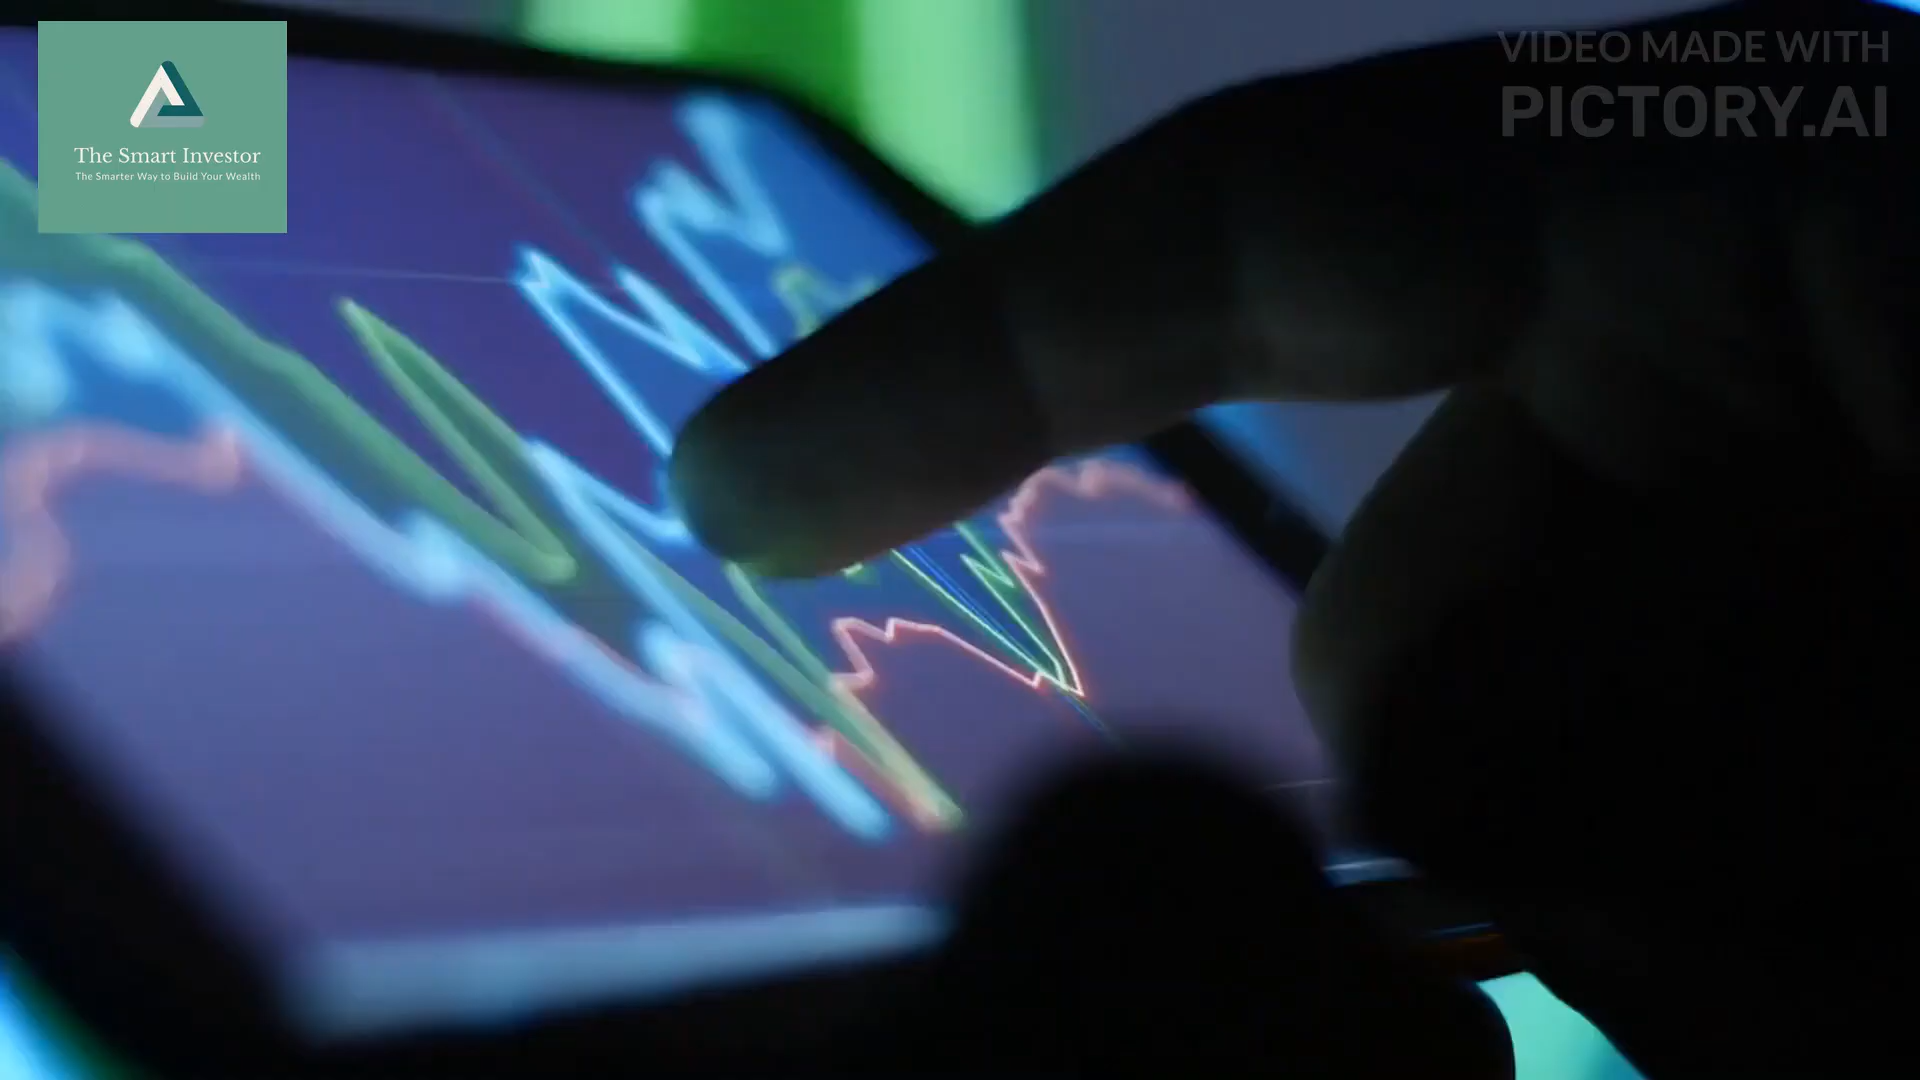 The Smart Investor
The Smarter Way to Build Your Wealth
VIDEO MADE WITH
PICTORY.AI